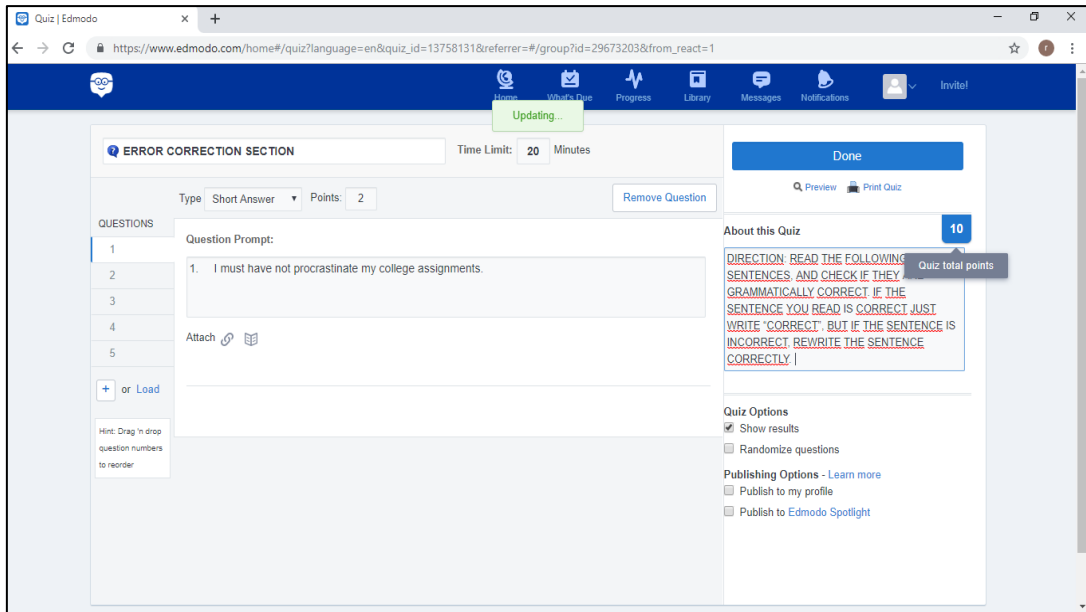 Quiz | Edmodo
https://www.edmodo.com/home#/quiz?language=en&quiz_id=13758131&referrer=#/group?id=29673203&from_react=1
r
Home What's Due Progress Library Messages Notifications Invite!
Updating...
ERROR CORRECTION SECTION
Time Limit: 20 Minutes
Done
Preview Print Quiz
Type Short Answer Points: 2 Remove Question
QUESTIONS
1
2
3
4
5
+ or Load
Hint: Drag 'n drop
question numbers
to reorder
Question Prompt:
1. I must have not procrastinate my college assignments.
Attach
About this Quiz
10
Quiz total points
DIRECTION: READ THE FOLLOWING
SENTENCES, AND CHECK IF THEY
GRAMMATICALLY CORRECT. IF THE
SENTENCE YOU READ IS CORRECT JUST
WRITE "CORRECT", BUT IF THE SENTENCE IS
INCORRECT, REWRITE THE SENTENCE
CORRECTLY.
Quiz Options
Show results
Randomize questions
Publishing Options - Learn more
Publish to my profile
Publish to Edmodo Spotlight